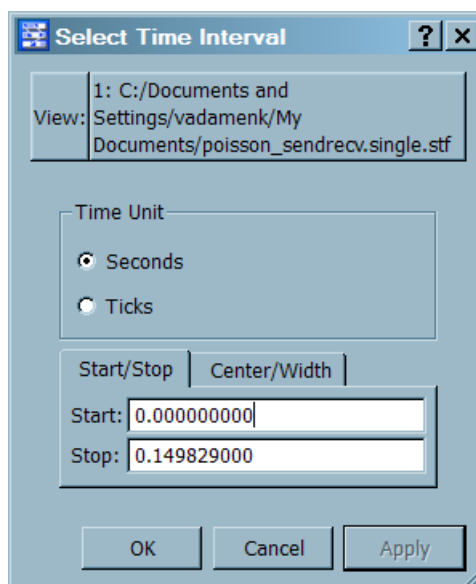 Select Time Interval
? x
View:
1: C:/Documents and
Settings/vadamenk/My
Documents/poisson_sendrecv.single.stf
Time Unit
Seconds
Ticks
Start/Stop Center/Width
Start: 0.000000000
Stop: 0.149829000
OK Cancel Apply